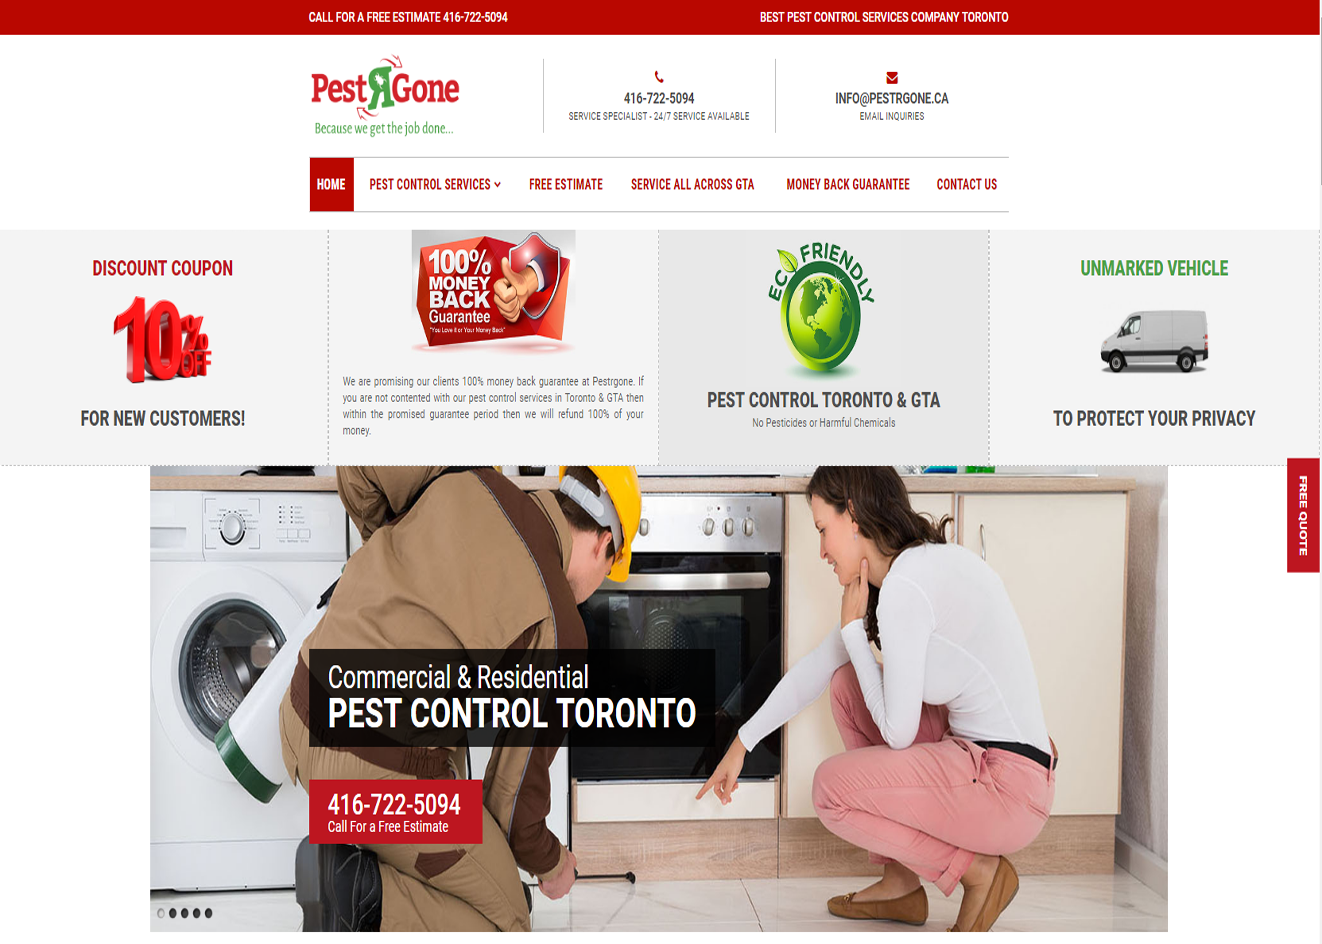 CALL FOR A FREE ESTIMATE 416-722-5094
BEST PEST CONTROL SERVICES COMPANY TORONTO
PestRGone
Because we get the job done...
416-722-5094
SERVICE SPECIALIST - 24/7 SERVICE AVAILABLE
INFO@PESTRGONE.CA
EMAIL INQUIRIES
HOME
PEST CONTROL SERVICES
FREE ESTIMATE
SERVICE ALL ACROSS GTA
MONEY BACK GUARANTEE
CONTACT US
DISCOUNT COUPON
10% OFF
FOR NEW CUSTOMERS!
100%
MONEY
BACK
Guarantee
"You Love it or Your Money Back"
We are promising our clients 100% money back guarantee at Pestrgone. If
you are not contented with our pest control services in Toronto & GTA then
within the promised guarantee period then we will refund 100% of your
money.
ECO FRIENDLY
PEST CONTROL TORONTO & GTA
No Pesticides or Harmful Chemicals
UNMARKED VEHICLE
TO PROTECT YOUR PRIVACY
FREE QUOTE
Commercial & Residential
PEST CONTROL TORONTO
416-722-5094
Call For a Free Estimate